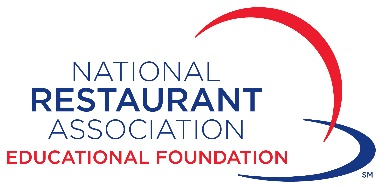 NATIONAL
RESTAURANT
ASSOCIATION
EDUCATIONAL FOUNDATION
SM